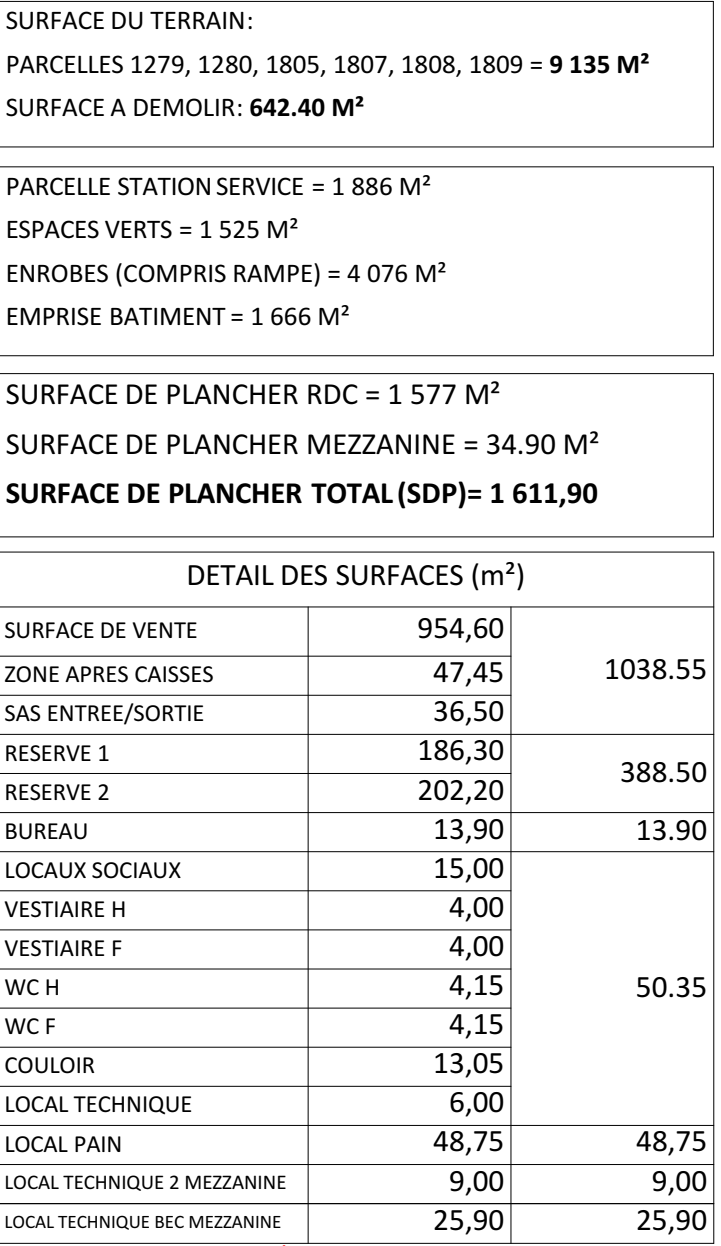 SURFACE DU TERRAIN:
PARCELLES 1279, 1280, 1805, 1807, 1808, 1809 = 9 135 M²
SURFACE A DEMOLIR: 642.40 M²
PARCELLE STATION SERVICE = 1 886 M²
ESPACES VERTS = 1 525 M²
ENROBES (COMPRIS RAMPE) = 4 076 M²
EMPRISE BATIMENT = 1 666 M²
SURFACE DE PLANCHER RDC = 1 577 M²
SURFACE DE PLANCHER MEZZANINE = 34.90 M²
SURFACE DE PLANCHER TOTAL (SDP)= 1 611,90
DETAIL DES SURFACES (m²)
SURFACE DE VENTE 954,60
ZONE APRES CAISSES 47,45 1038.55
SAS ENTREE/SORTIE 36,50
RESERVE 1 186,30 388.50
RESERVE 2 202,20
BUREAU 13,90 13.90
LOCAUX SOCIAUX 15,00
VESTIAIRE H 4,00
VESTIAIRE F 4,00
WC H 4,15 50.35
WC F 4,15
COULOIR 13,05
LOCAL TECHNIQUE 6,00
LOCAL PAIN 48,75 48,75
LOCAL TECHNIQUE 2 MEZZANINE 9,00 9,00
LOCAL TECHNIQUE BEC MEZZANINE 25,90 25,90